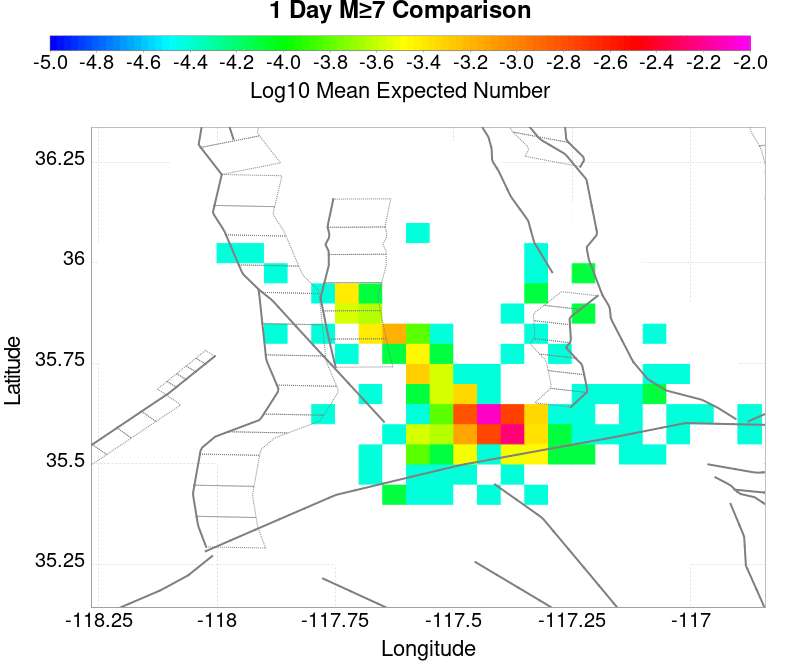 1 Day M≥7 Comparison
-5.0 -4.8 -4.6 -4.4 -4.2 -4.0 -3.8 -3.6 -3.4 -3.2 -3.0 -2.8 -2.6 -2.4 -2.2 -2.0
Log10 Mean Expected Number
36.25
36
35.75
35.5
35.25
Latitude
-118.25 -118 -117.75 -117.5 -117.25 -117
Longitude